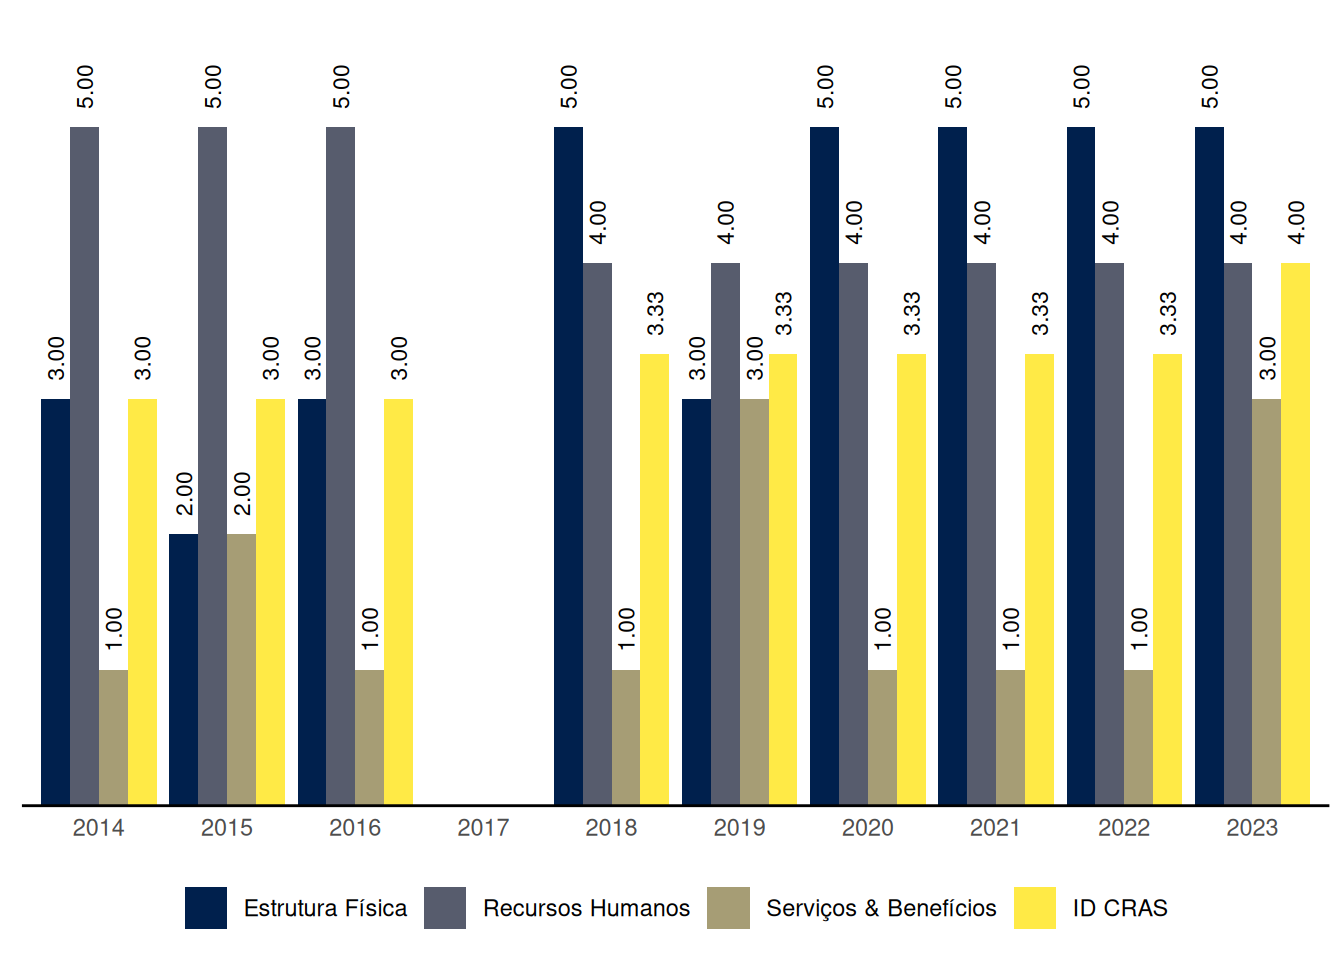 5.00 5.00 5.00 5.00 5.00 5.00 5.00 5.00
4.00 4.00 4.00 4.00 4.00 4.00 4.00
3.33 3.33 3.33 3.33 3.33
3.00 3.00 3.00 3.00 3.00 3.00 3.00 3.00
2.00 2.00
1.00 1.00 1.00 1.00 1.00 1.00
2014 2015 2016 2017 2018 2019 2020 2021 2022 2023
Estrutura Física Recursos Humanos Serviços & Benefícios ID CRAS